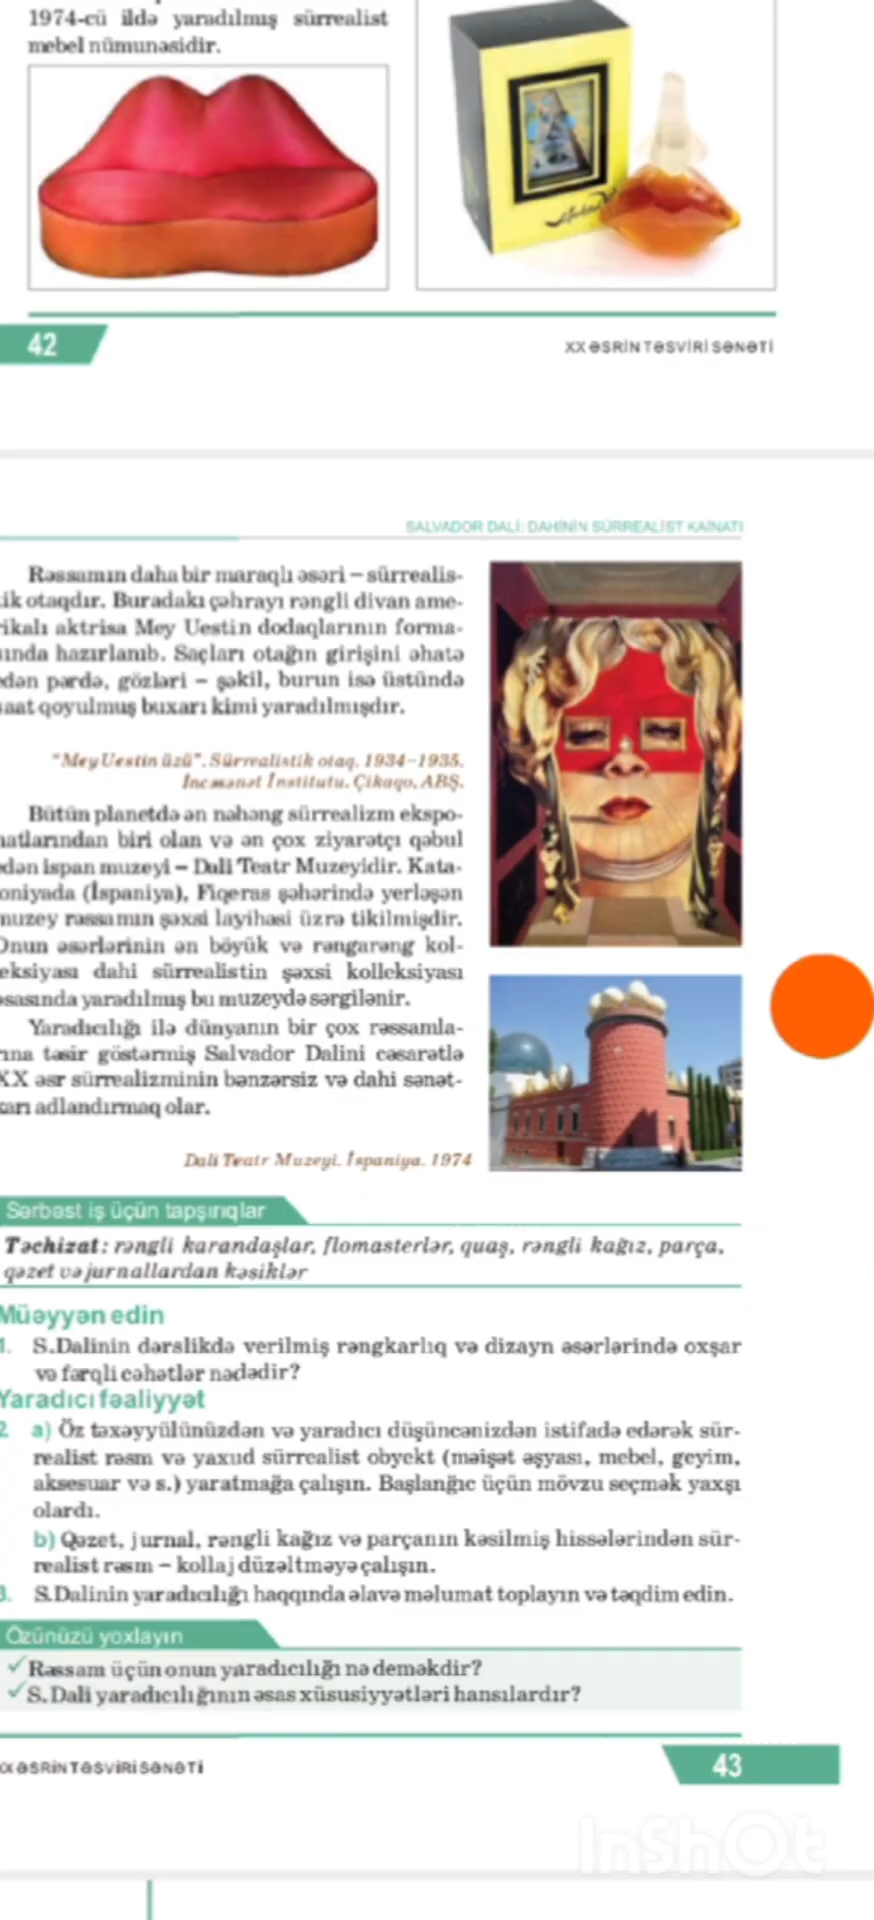 1974-cü ildə yaradılmış sürrealist
mebel nümunəsidir.
42
XX ƏSRİN TƏSVİRİ SƏNƏTİ
SALVADOR DALİ: DAHİNİN SÜRREALİST KAİNATI
Rəssamın daha bir maraqlı əsəri – sürrealis-
ik otaqdır. Buradakı çəhrayı rəngli divan ame-
rikalı aktrisa Mey Uestin dodaqlarının forma-
ında hazırlanıb. Saçları otağın girişini əhatə
edən pərdə, gözləri – şəkil, burun isə üstündə
saat qoyulmuş buxarı kimi yaradılmışdır.
"Mey Uestin üzü". Sürrealistik otaq. 1934–1935.
İncəsənət İnstitutu. Çikaqo, ABŞ.
Bütün planetdə ən nəhəng sürrealizm ekspo-
natlarından biri olan və ən çox ziyarətçi qəbul
edən ispan muzeyi – Dali Teatr Muzeyidir. Kata-
oniyada (İspaniya), Fiqeras şəhərində yerləşən
muzey rəssamın şəxsi layihəsi üzrə tikilmişdir.
Onun əsərlərinin ən böyük və rəngarəng kol-
eksiyası dahi sürrealistin şəxsi kolleksiyası
əsasında yaradılmış bu muzeydə sərgilənir.
Yaradıcılığı ilə dünyanın bir çox rəssamla-
rına təsir göstərmiş Salvador Dalini cəsarətlə
XX əsr sürrealizminin bənzərsiz və dahi sənət-
karı adlandırmaq olar.
Dali Teatr Muzeyi. İspaniya. 1974
Sərbəst iş üçün tapşırıqlar
Təchizat: rəngli karandaşlar, flomasterlər, quaş, rəngli kağız, parça,
qəzet və jurnallardan kəsiklər
Müəyyən edin
1. S.Dalinin dərslikdə verilmiş rəngkarlıq və dizayn əsərlərində oxşar
və fərqli cəhətlər nədədir?
Yaradıcı fəaliyyət
2 a) Öz təxəyyülünüzdən və yaradıcı düşüncənizdən istifadə edərək sür-
realist rəsm və yaxud sürrealist obyekt (məişət əşyası, mebel, geyim,
aksesuar və s.) yaratmağa çalışın. Başlanğıc üçün mövzu seçmək yaxşı
olardı.
b) Qəzet, jurnal, rəngli kağız və parçanın kəsilmiş hissələrindən sür-
realist rəsm – kollaj düzəltməyə çalışın.
3. S.Dalinin yaradıcılığı haqqında əlavə məlumat toplayın və təqdim edin.
Özünüzü yoxlayın
✓ Rəssam üçün onun yaradıcılığı nə deməkdir?
✓ S. Dali yaradıcılığının əsas xüsusiyyətləri hansılardır?
XX ƏSRİN TƏSVİRİ SƏNƏTİ
43
InShOt